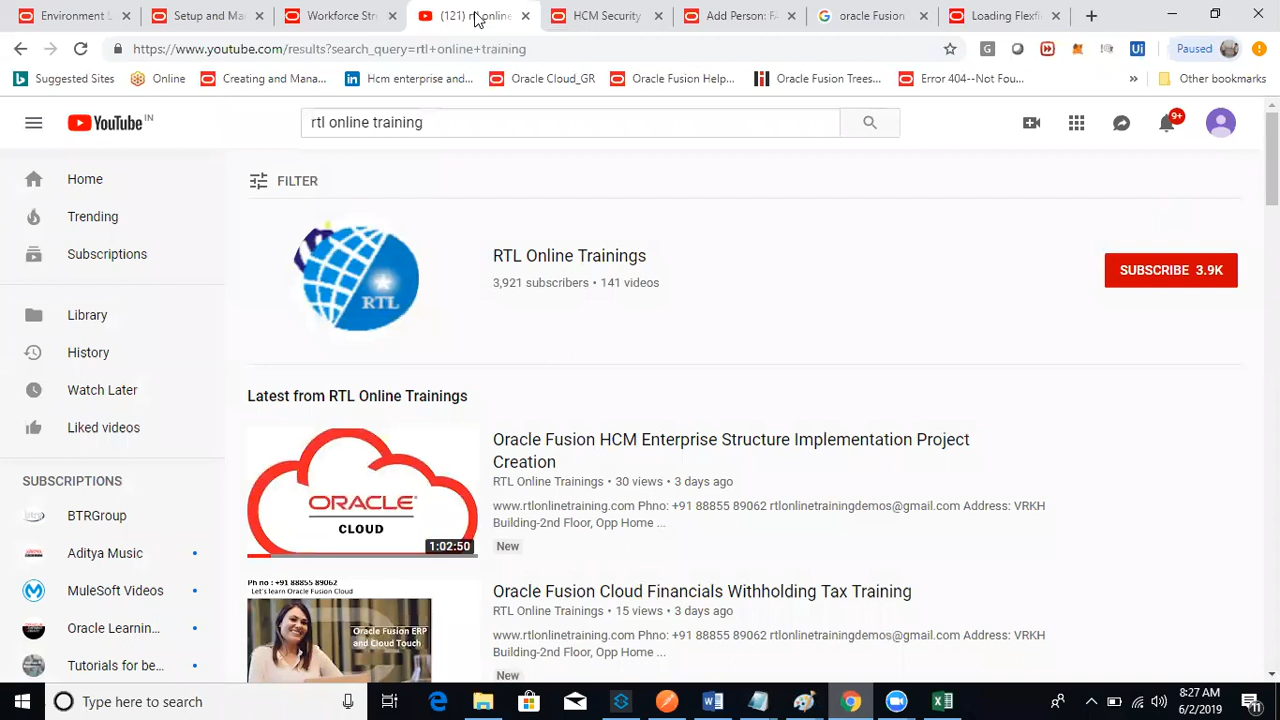 Environment
Setup and Ma
Workforce Str
(121) rtl online
HCM Security
Add Person: FA
oracle Fusion
Loading Flexfi
https://www.youtube.com/results?search_query=rtl+online+training
Paused
Suggested Sites
Online
Creating and Mana...
Hcm enterprise and...
Oracle Cloud_GR
Oracle Fusion Help...
Oracle Fusion Trees...
Error 404--Not Fou...
Other bookmarks
YouTube IN
rtl online training
9+
Home
Trending
Subscriptions
Library
History
Watch Later
Liked videos
SUBSCRIPTIONS
BTRGroup
Aditya Music
MuleSoft Videos
Oracle Learnin...
Tutorials for be...
FILTER
RTL
RTL Online Trainings
3,921 subscribers • 141 videos
SUBSCRIBE 3.9K
Latest from RTL Online Trainings
ORACLE
CLOUD
1:02:50
Oracle Fusion HCM Enterprise Structure Implementation Project
Creation
RTL Online Trainings • 30 views • 3 days ago
www.rtlonlinetraining.com Phno: +91 88855 89062 rtlonlinetrainingdemos@gmail.com Address: VRKH
Building-2nd Floor, Opp Home ...
New
Ph no : +91 88855 89062
Let's learn Oracle Fusion Cloud
Oracle Fusion ERP
and Cloud Touch
Oracle Fusion Cloud Financials Withholding Tax Training
RTL Online Trainings • 15 views • 3 days ago
www.rtlonlinetraining.com Phno: +91 88855 89062 rtlonlinetrainingdemos@gmail.com Address: VRKH
Building-2nd Floor, Opp Home ...
New
Type here to search
8:27 AM
6/2/2019